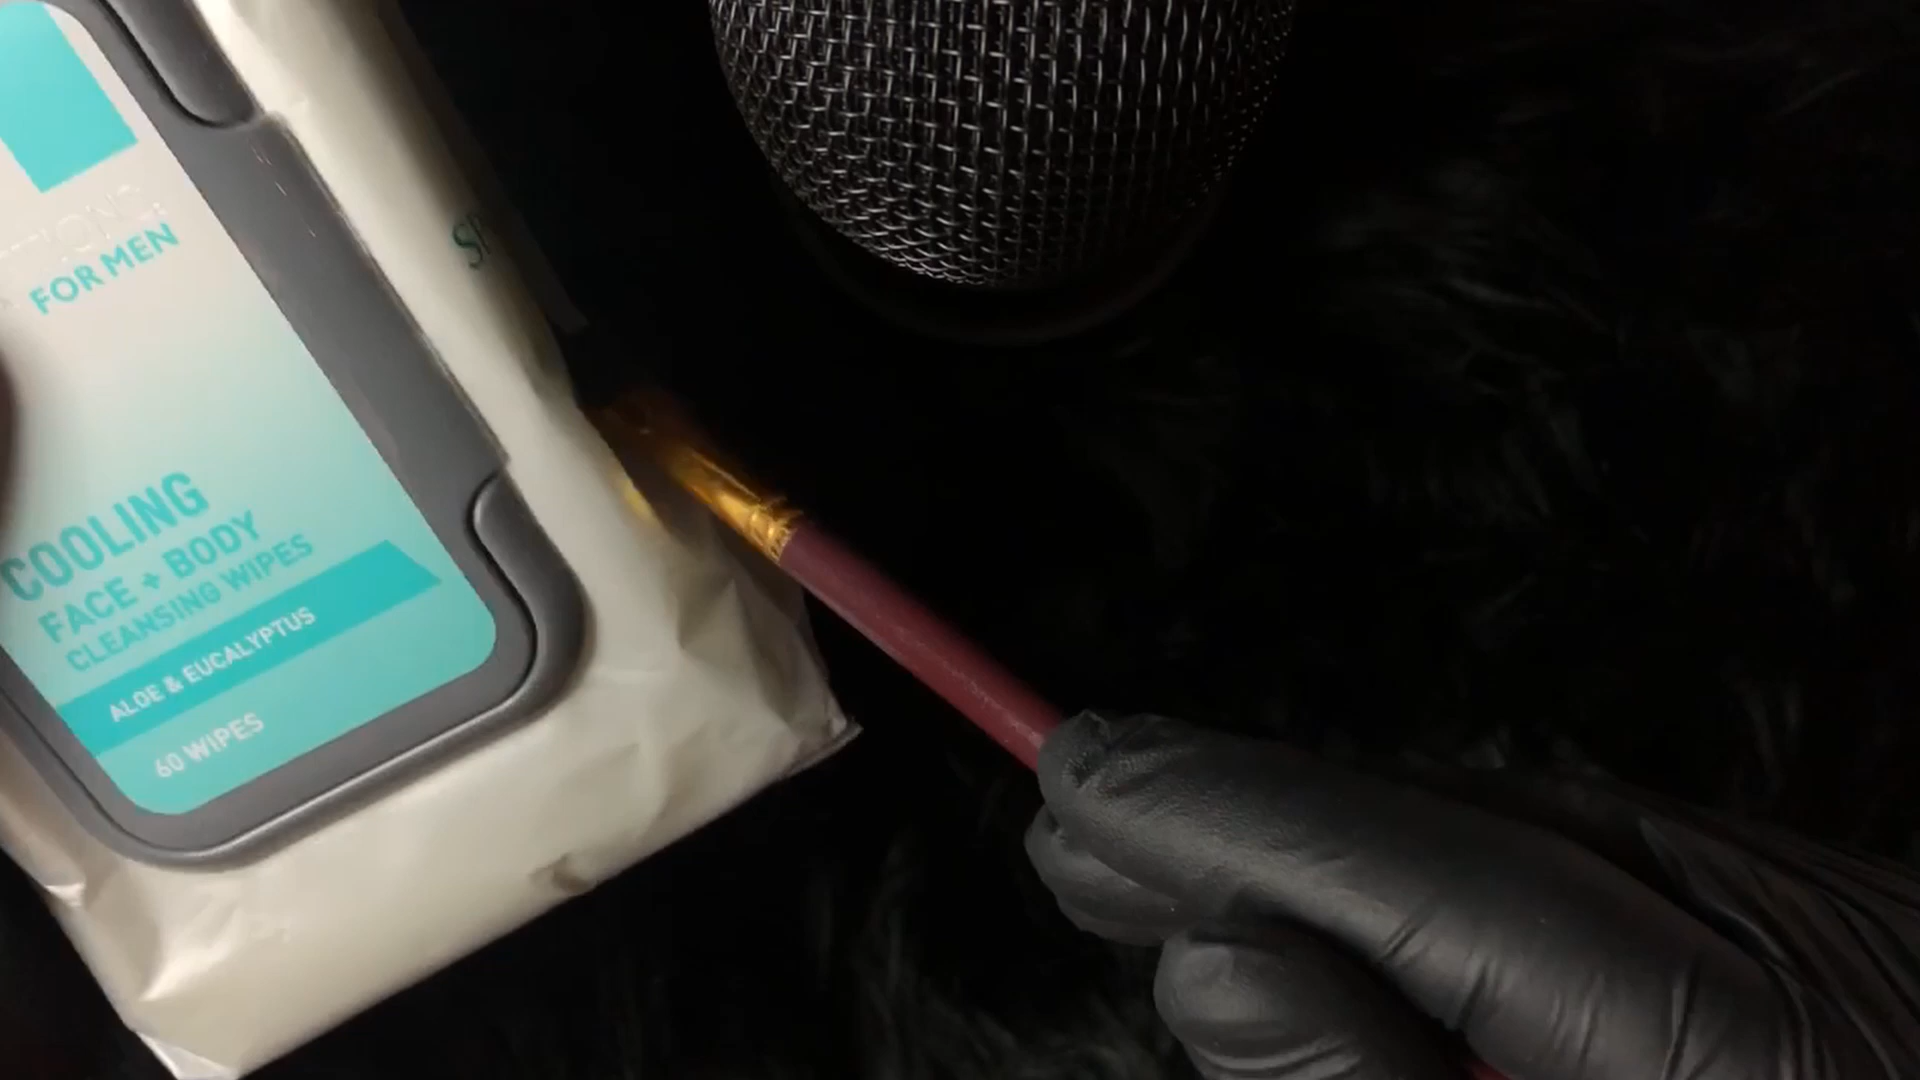 FOR MEN
COOLING
FACE + BODY
CLEANSING WIPES
ALOE & EUCALYPTUS
60 WIPES